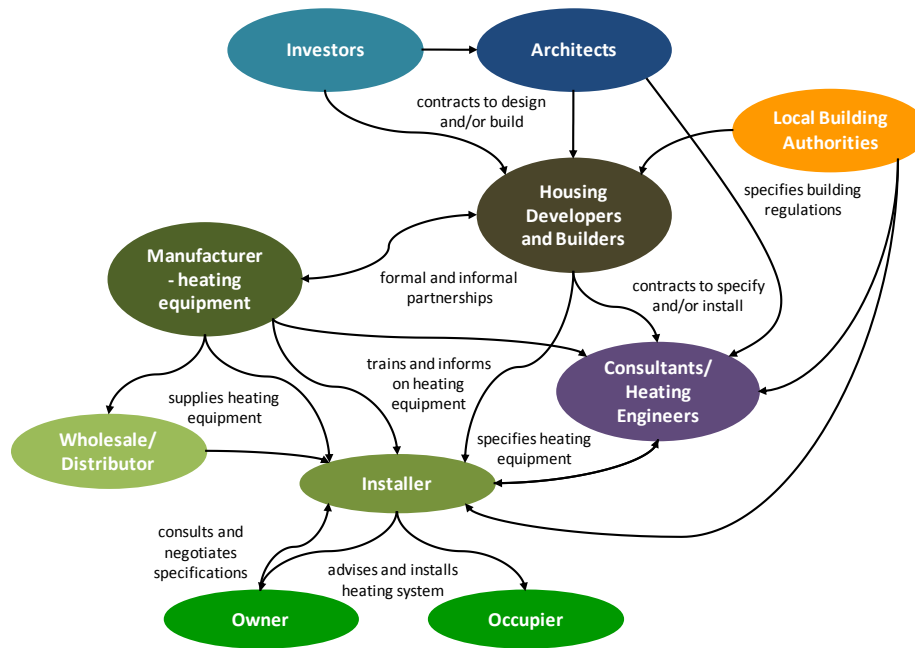 Investors
Architects
contracts to design
and/or build
Local Building
Authorities
Housing
Developers
and Builders
specifies building
regulations
Manufacturer
- heating
equipment
formal and informal
partnerships
contracts to specify
and/or install
trains and informs
on heating
equipment
Consultants/
Heating
Engineers
supplies heating
equipment
Wholesale/
Distributor
specifies heating
equipment
Installer
consults and
negotiates
specifications
advises and installs
heating system
Owner
Occupier